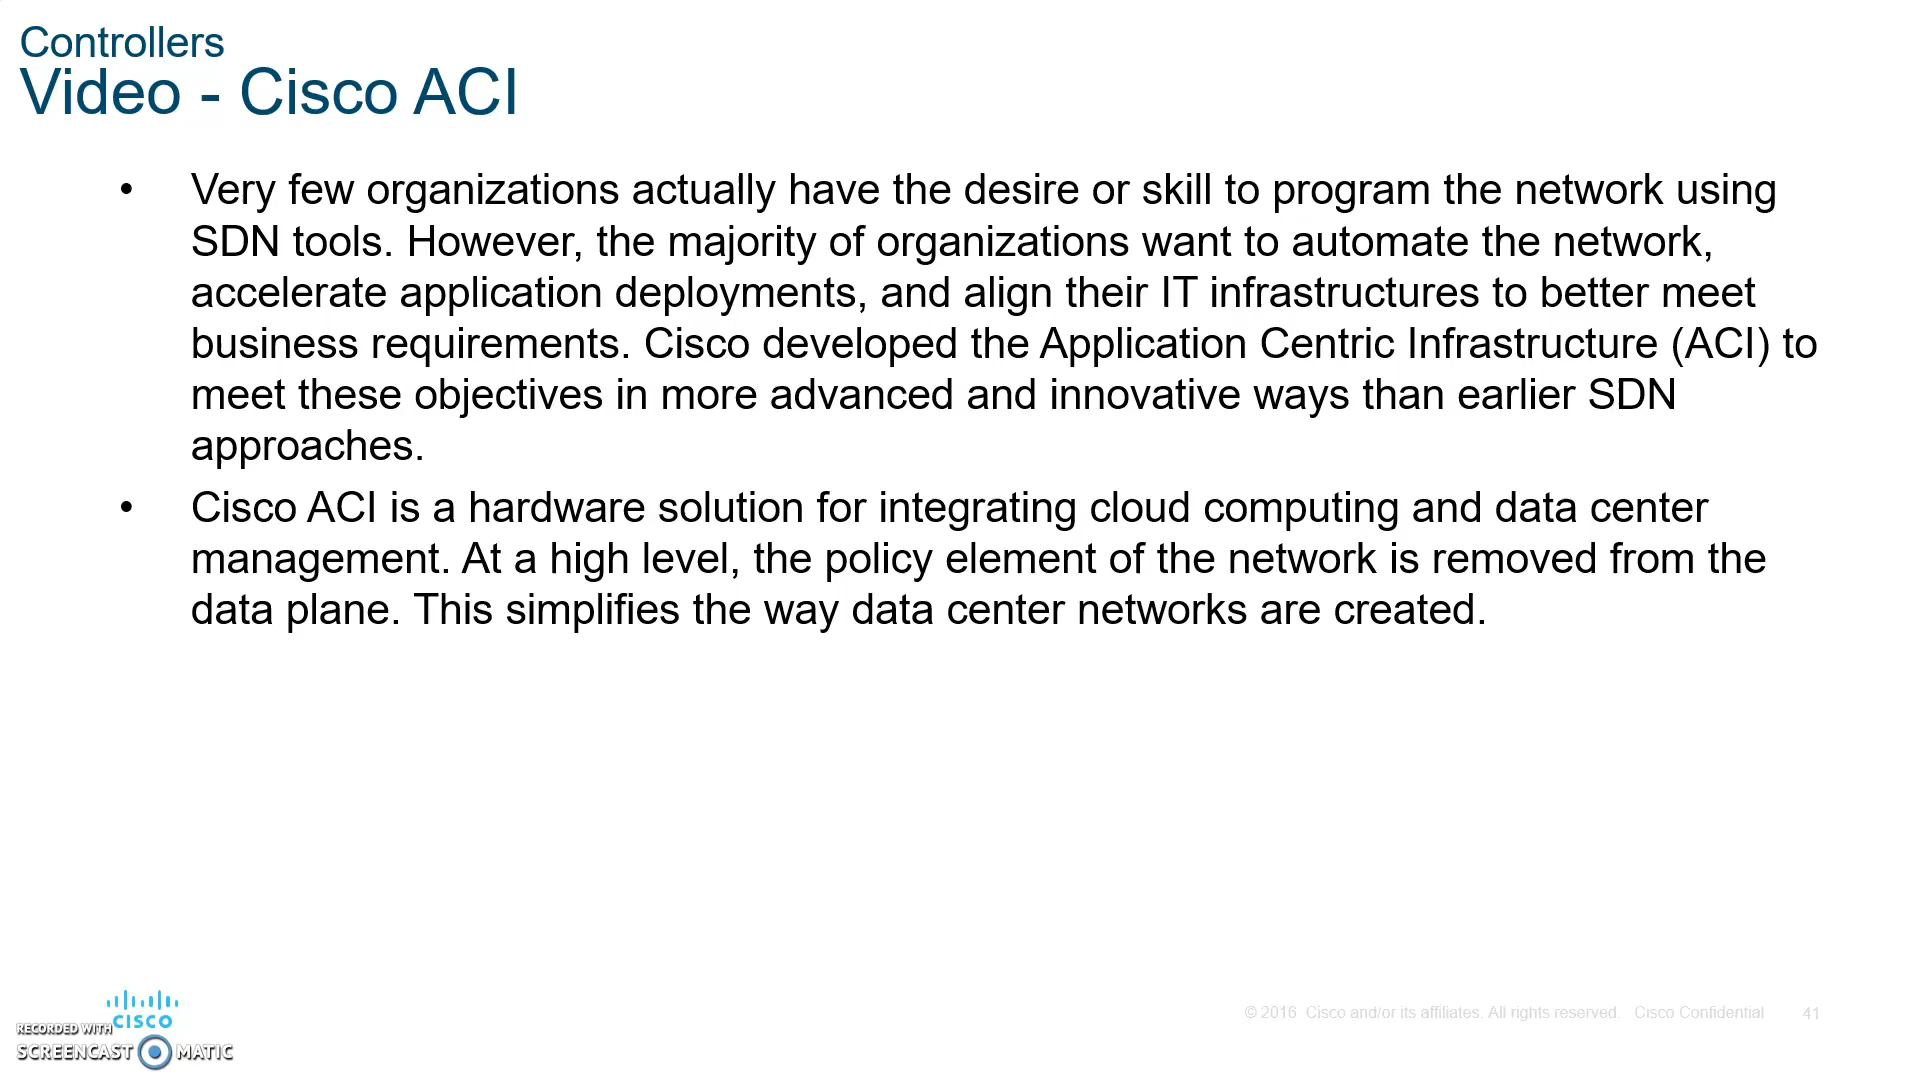 Controllers
Video - Cisco ACI
• Very few organizations actually have the desire or skill to program the network using
SDN tools. However, the majority of organizations want to automate the network,
accelerate application deployments, and align their IT infrastructures to better meet
business requirements. Cisco developed the Application Centric Infrastructure (ACI) to
meet these objectives in more advanced and innovative ways than earlier SDN
approaches.
• Cisco ACI is a hardware solution for integrating cloud computing and data center
management. At a high level, the policy element of the network is removed from the
data plane. This simplifies the way data center networks are created.
CISCO
RECORDED WITH
SCREENCAST MATIC
© 2016 Cisco and/or its affiliates. All rights reserved. Cisco Confidential 41